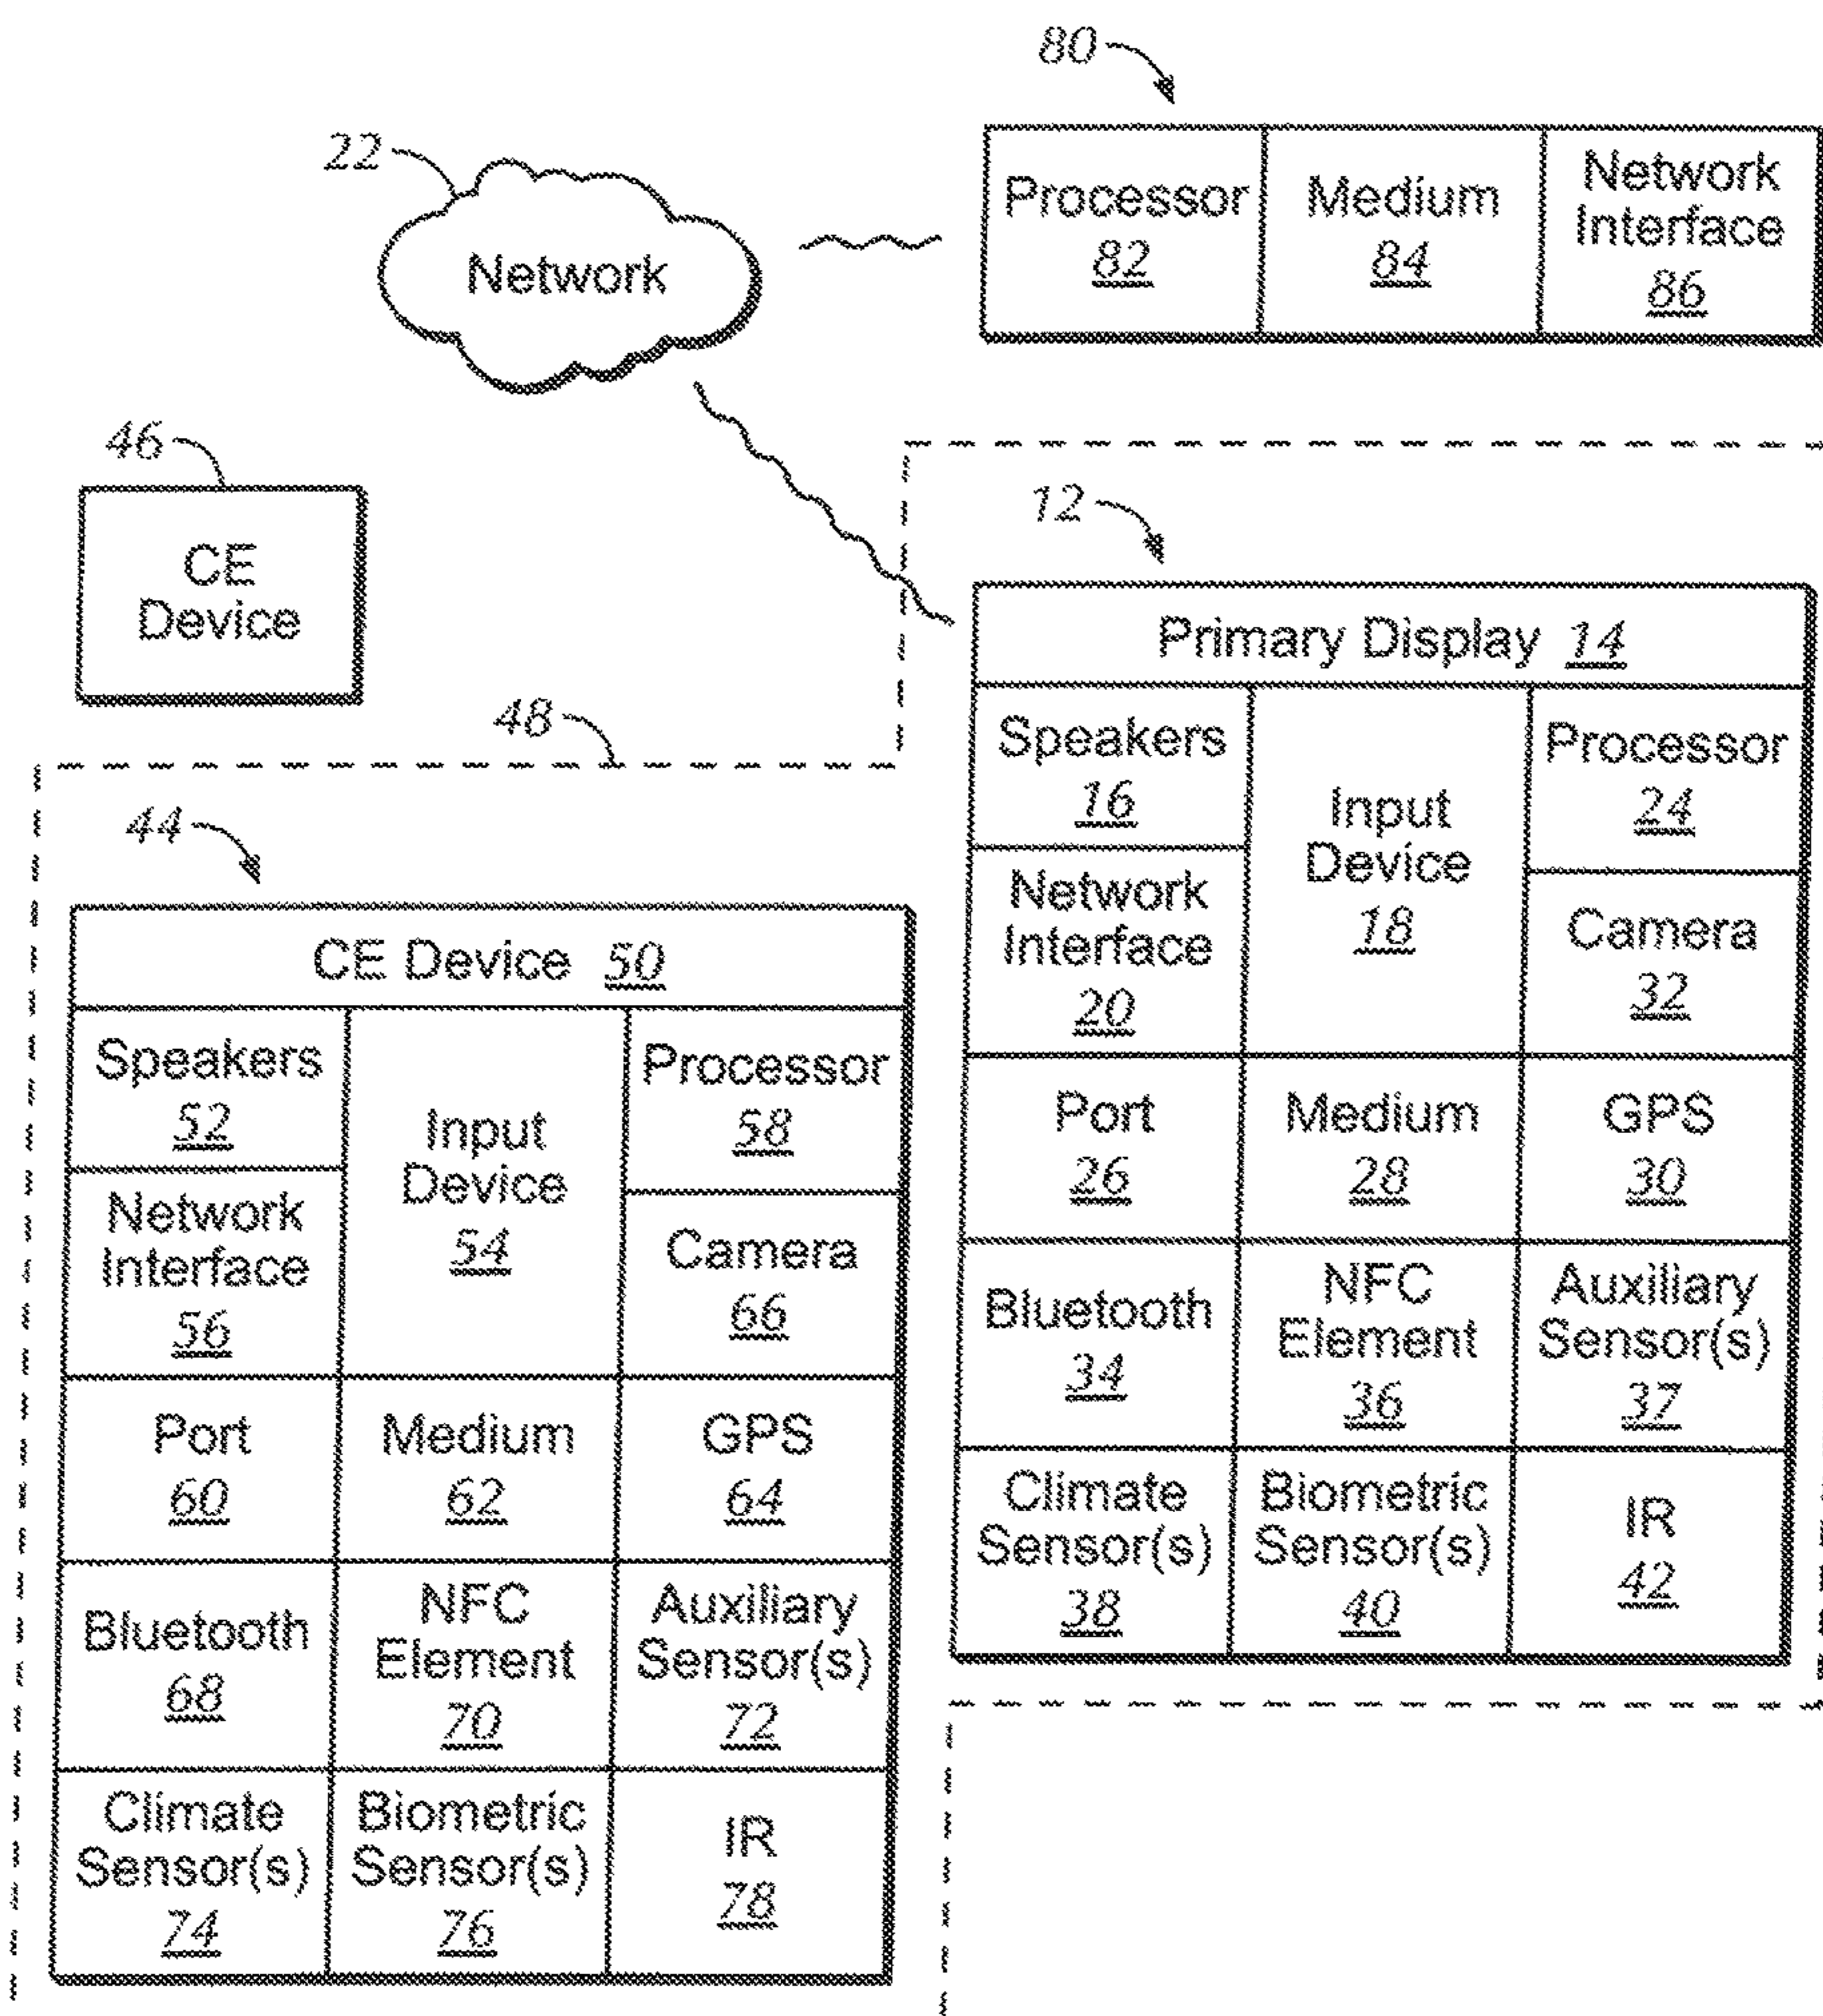 80
22
Network
Processor
82
Medium
84
Network
Interface
86
46
CE
Device
48
12
Primary Display 14
Speakers
16
Input
Device
18
Processor
24
Network
Interface
20
Camera
32
Port
26
Medium
28
GPS
30
Bluetooth
34
NFC
Element
36
Auxiliary
Sensor(s)
37
Climate
Sensor(s)
38
Biometric
Sensor(s)
40
IR
42
44
CE Device 50
Speakers
52
Input
Device
54
Processor
58
Network
Interface
56
Camera
66
Port
60
Medium
62
GPS
64
Bluetooth
68
NFC
Element
70
Auxiliary
Sensor(s)
72
Climate
Sensor(s)
74
Biometric
Sensor(s)
76
IR
78